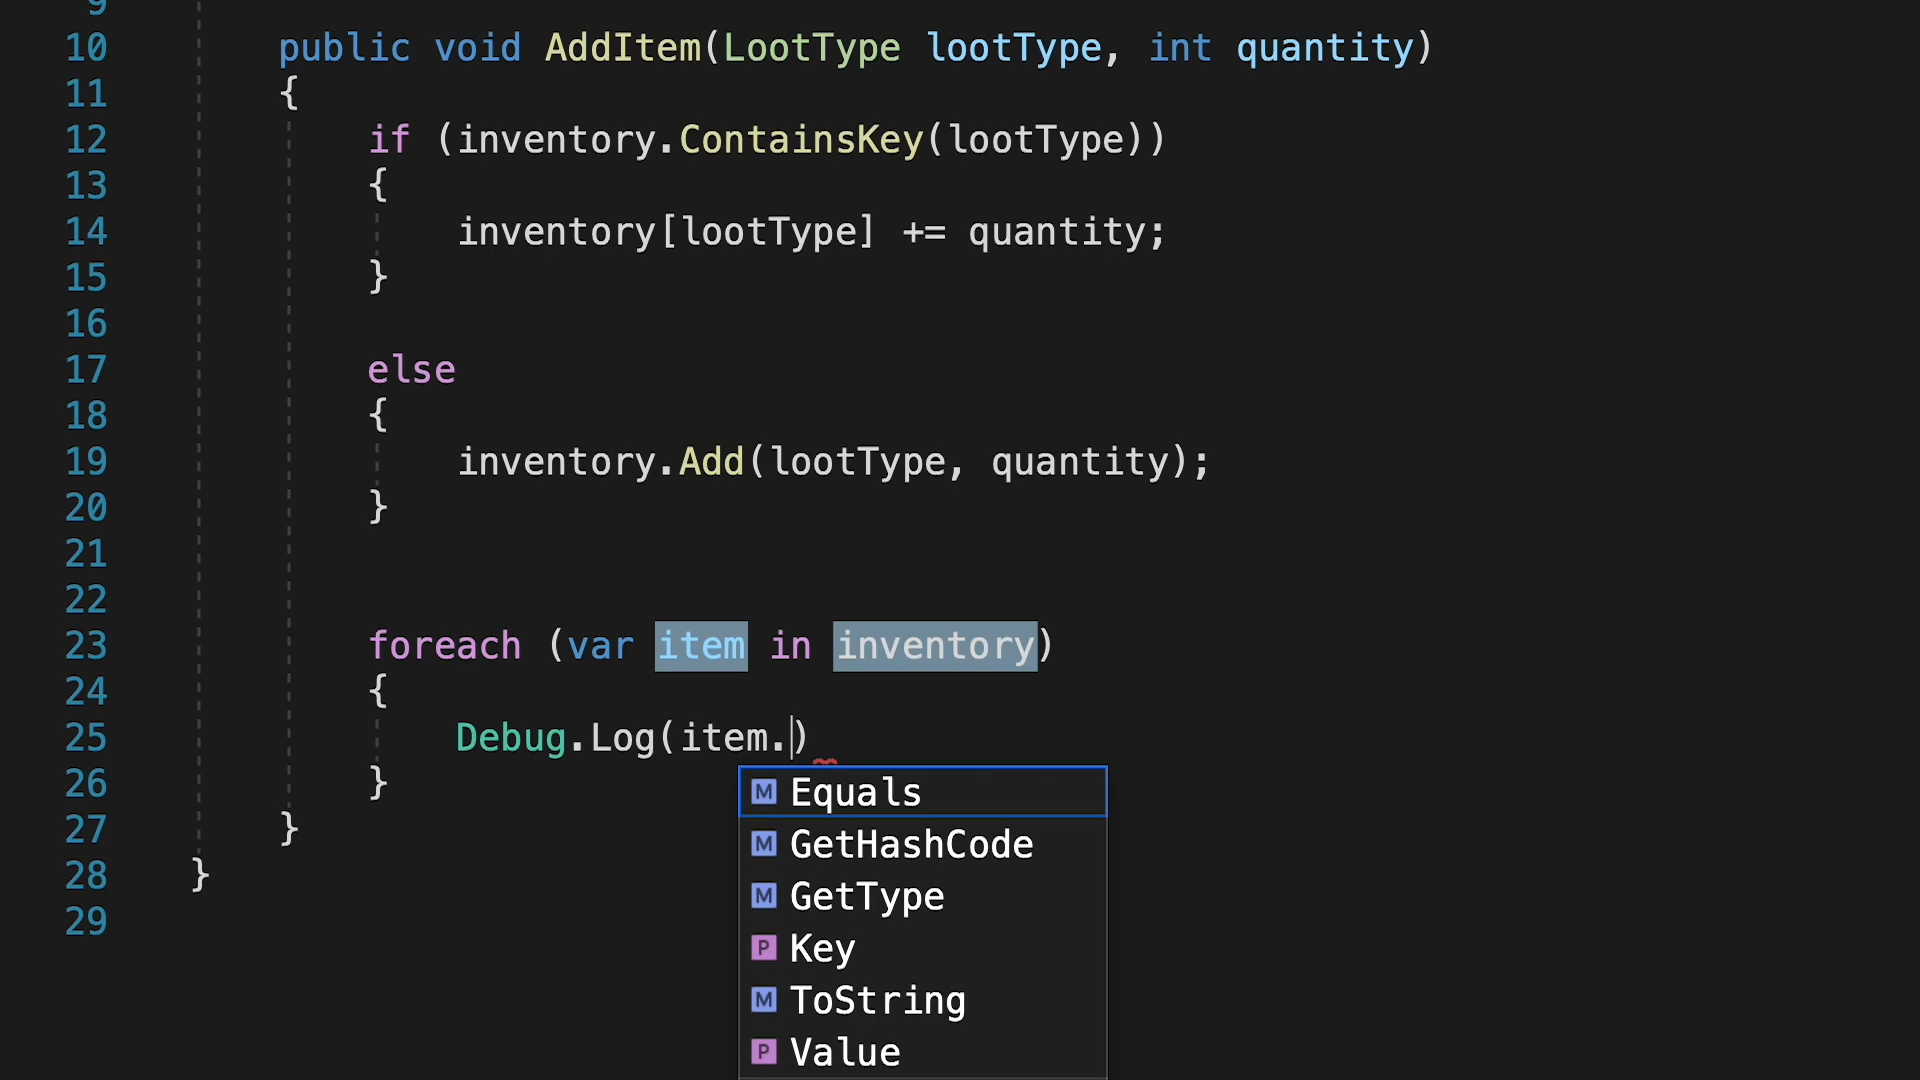 9
10 public void AddItem(LootType lootType, int quantity)
11 {
12 if (inventory.ContainsKey(lootType))
13 {
14 inventory[lootType] += quantity;
15 }
16
17 else
18 {
19 inventory.Add(lootType, quantity);
20 }
21
22
23 foreach (var item in inventory)
24 {
25 Debug.Log(item.)
26 }
27 }
28 }
29
M Equals
M GetHashCode
M GetType
P Key
M ToString
P Value